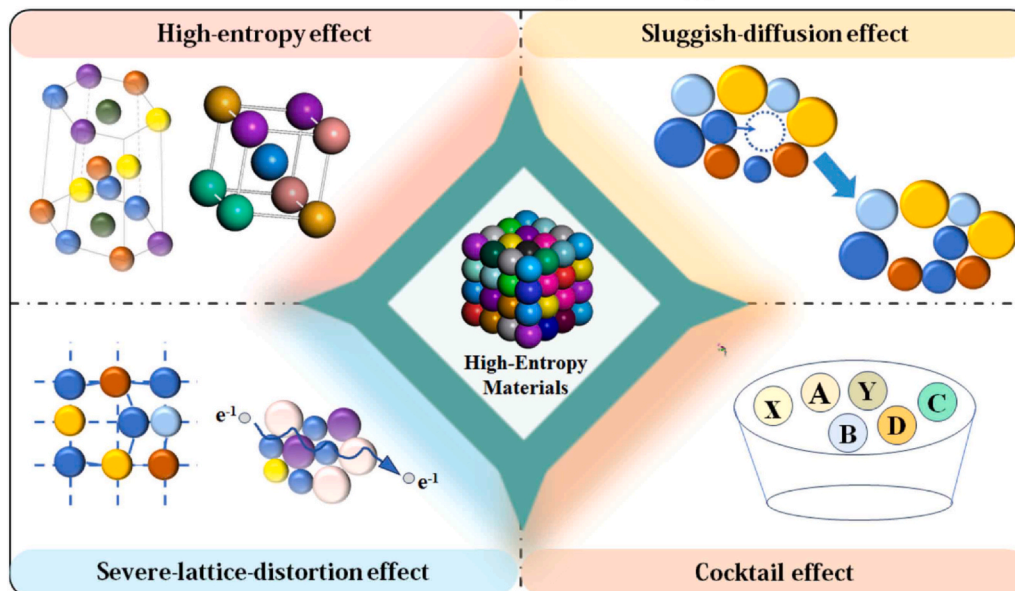 High-entropy effect
Sluggish-diffusion effect
High-Entropy
Materials
X
A
Y
B
D
C
e⁻¹
e⁻¹
Severe-lattice-distortion effect
Cocktail effect